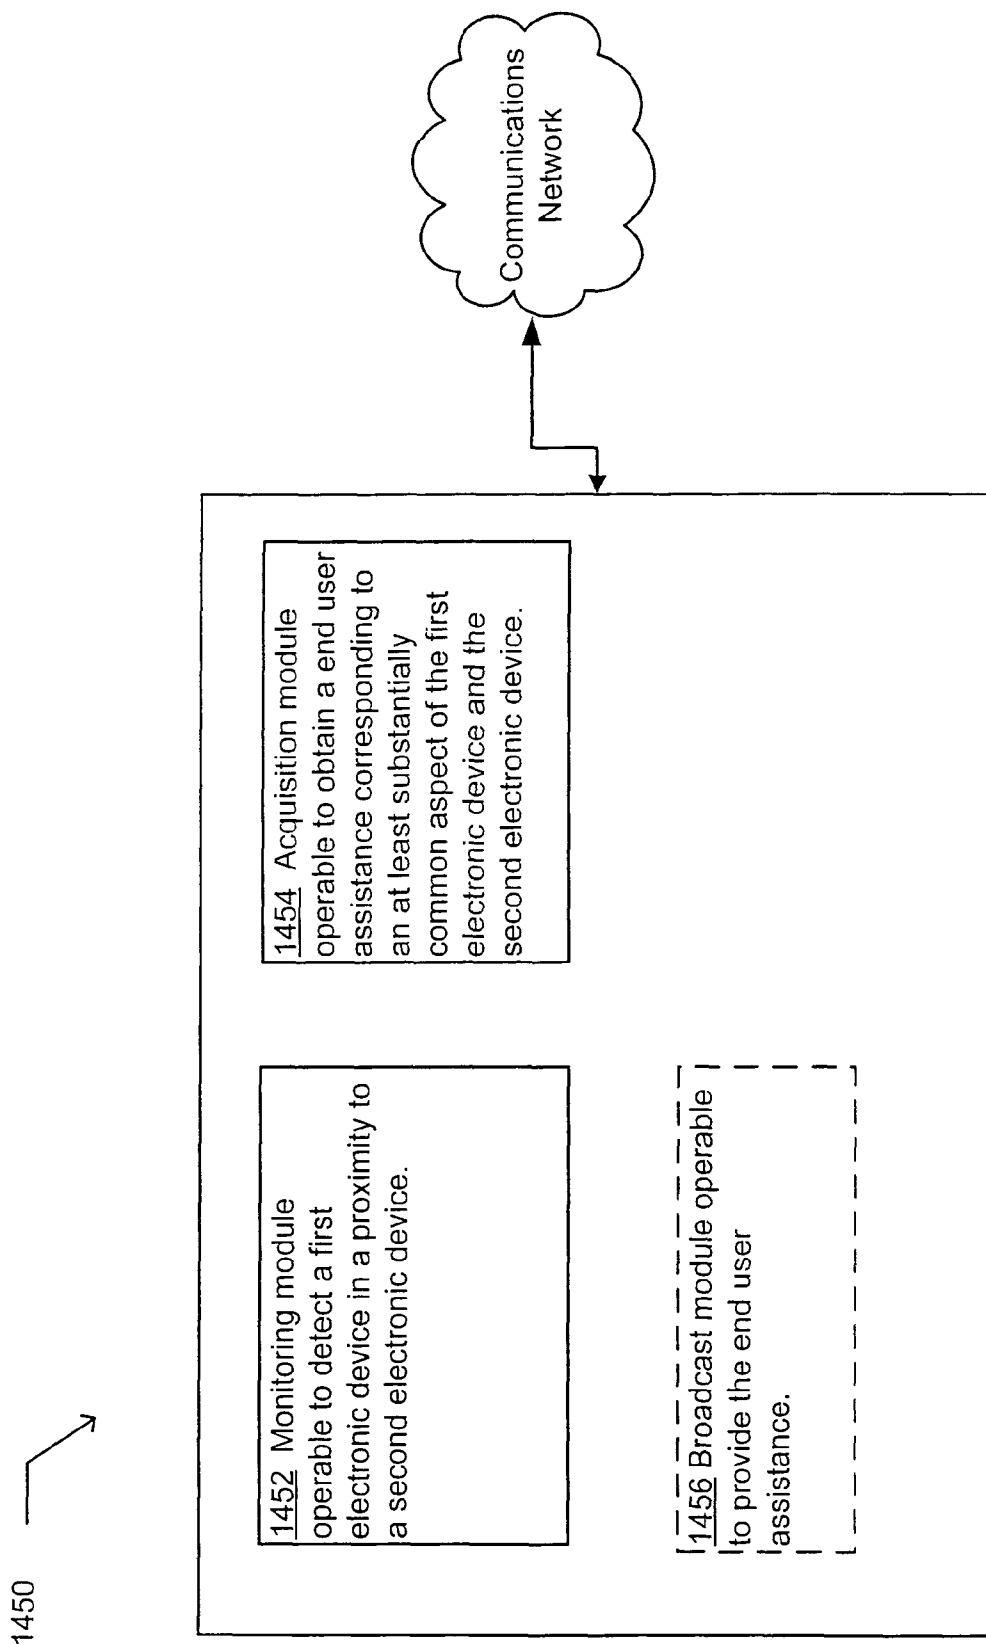 1450
1452 Monitoring module
operable to detect a first
electronic device in a proximity to
a second electronic device.
1454 Acquisition module
operable to obtain a end user
assistance corresponding to
an at least substantially
common aspect of the first
electronic device and the
second electronic device.
1456 Broadcast module operable
to provide the end user
assistance.
Communications
Network